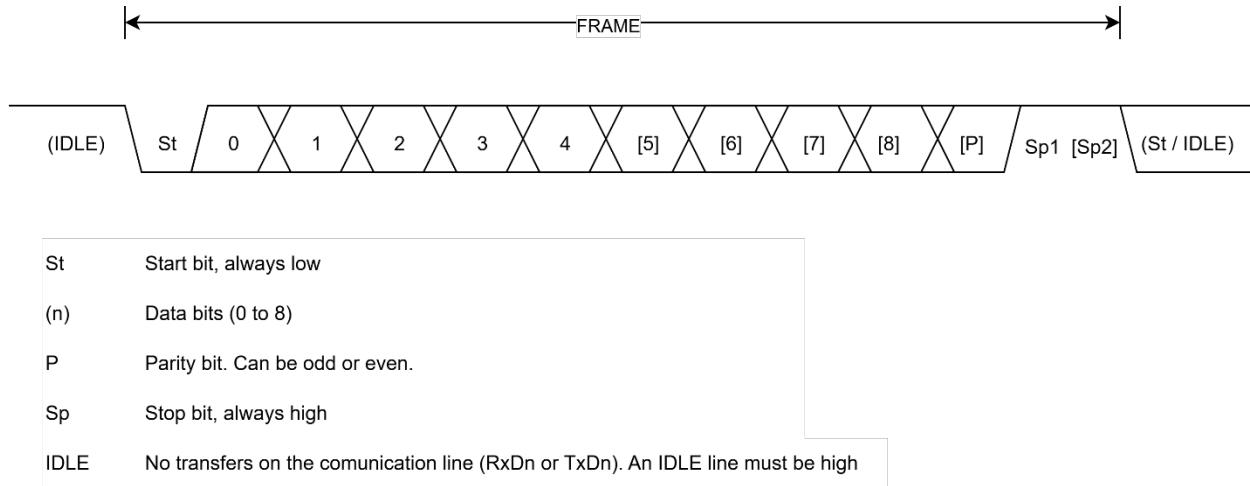 FRAME
(IDLE) St 0 1 2 3 4 [5] [6] [7] [8] [P] Sp1 [Sp2] (St / IDLE)
St Start bit, always low
(n) Data bits (0 to 8)
P Parity bit. Can be odd or even.
Sp Stop bit, always high
IDLE No transfers on the comunication line (RxDn or TxDn). An IDLE line must be high